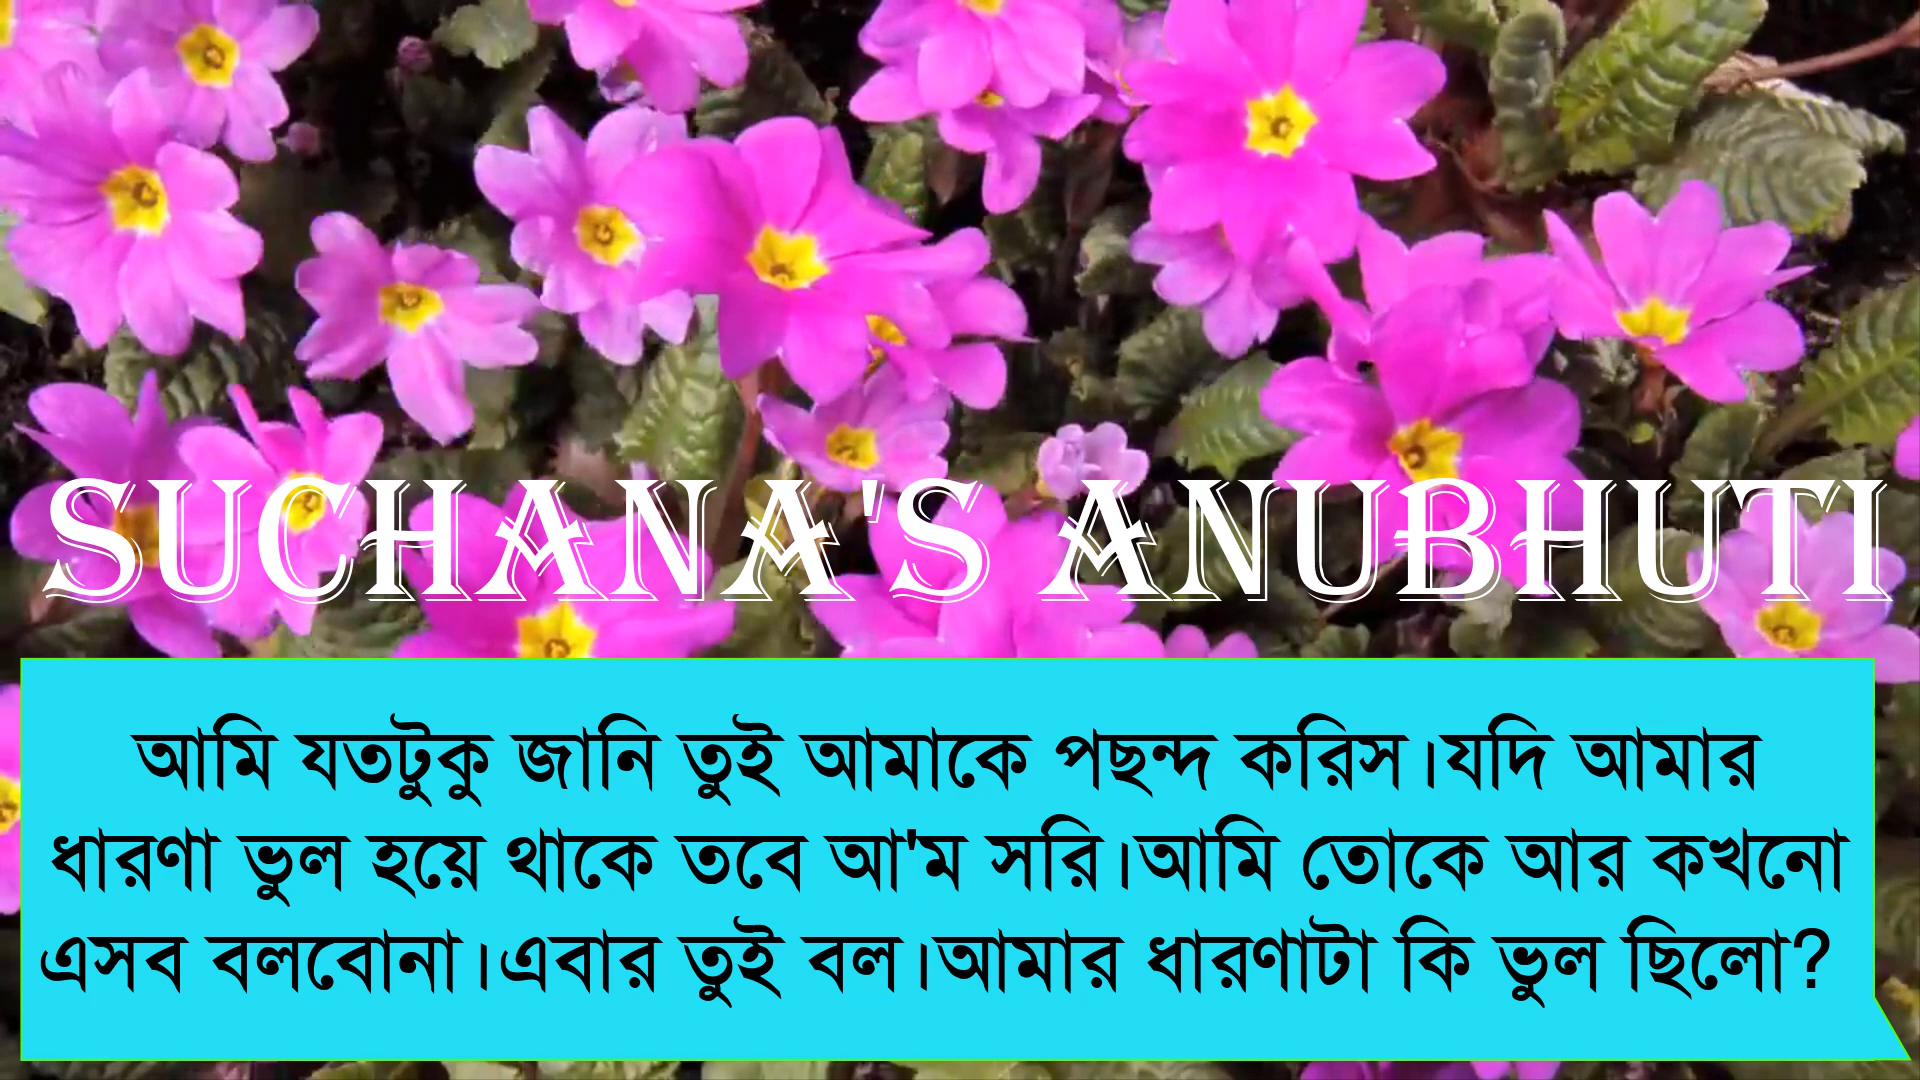 SUCHANA'S ANUBHUTI
আমি যতটুকু জানি তুই আমাকে পছন্দ করিস।যদি আমার
ধারণা ভুল হয়ে থাকে তবে আ'ম সরি।আমি তোকে আর কখনো
এসব বলবোনা।এবার তুই বল।আমার ধারণাটা কি ভুল ছিলো?